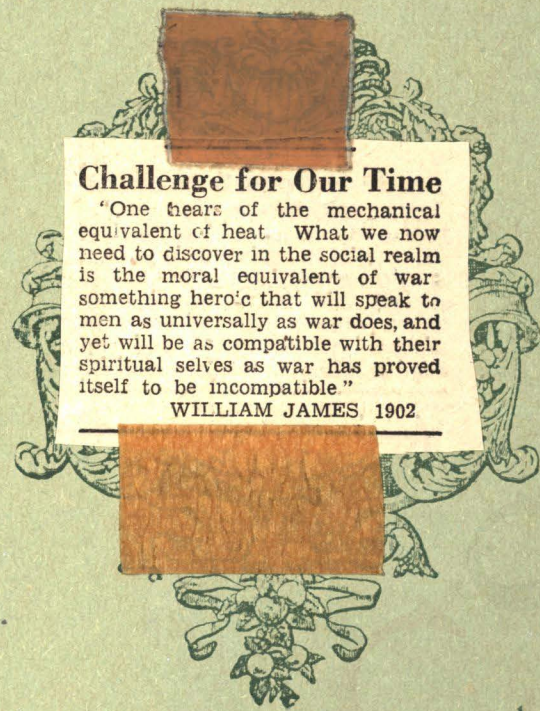 Challenge for Our Time
"One hears of the mechanical
equivalent of heat What we now
need to discover in the social realm
is the moral equivalent of war
something heroic that will speak to
men as universally as war does, and
yet will be as compatible with their
spiritual selves as war has proved
itself to be incompatible"
WILLIAM JAMES 1902